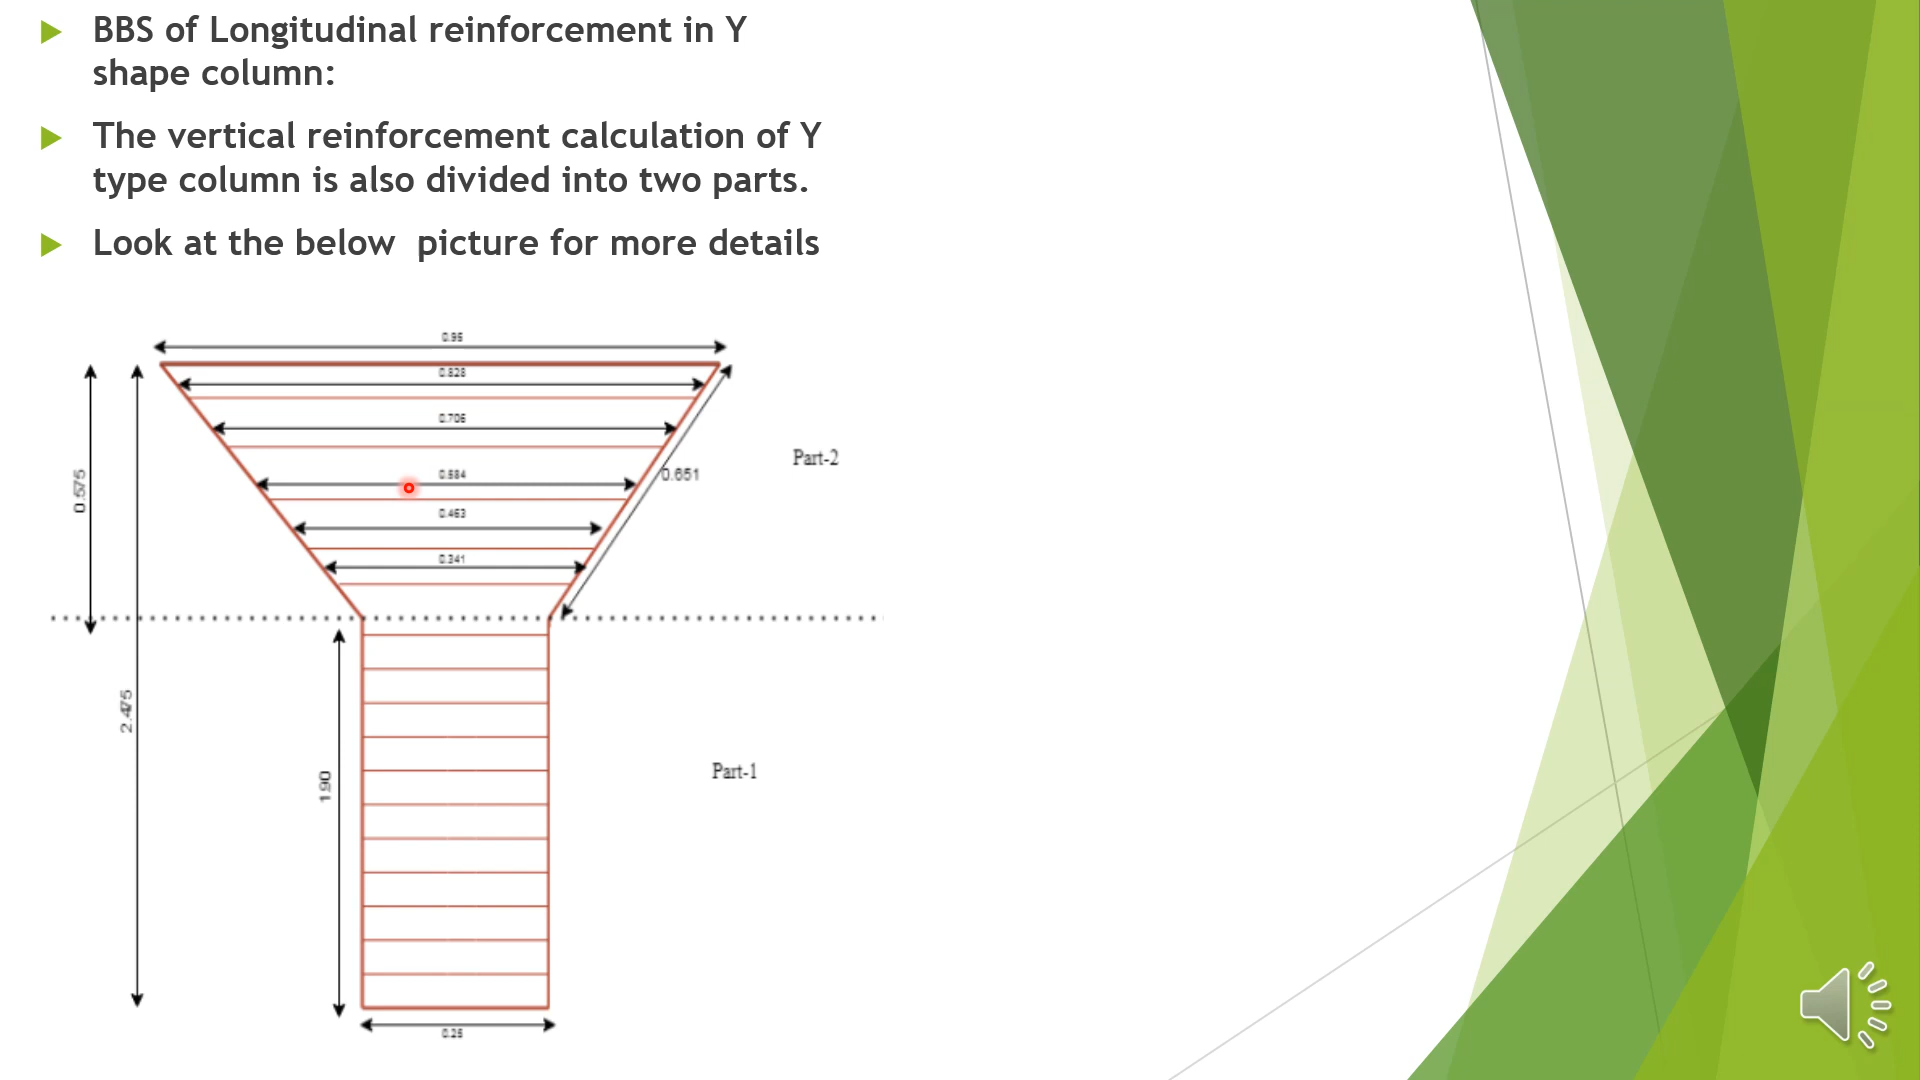 BBS of Longitudinal reinforcement in Y
shape column:
The vertical reinforcement calculation of Y
type column is also divided into two parts.
Look at the below picture for more details
0.95
0.828
0.706
0.584
0.463
0.341
0.651
0.575
2.475
1.90
0.25
Part-2
Part-1